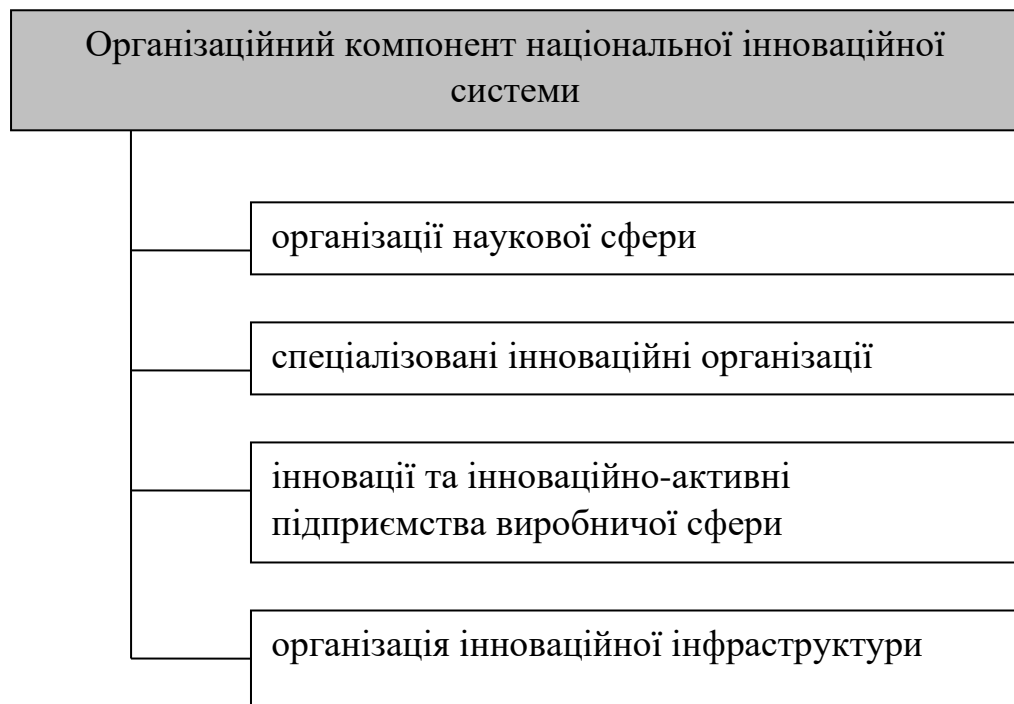 Організаційний компонент національної інноваційної
системи
організації наукової сфери
спеціалізовані інноваційні організації
інновації та інноваційно-активні
підприємства виробничої сфери
організація інноваційної інфраструктури